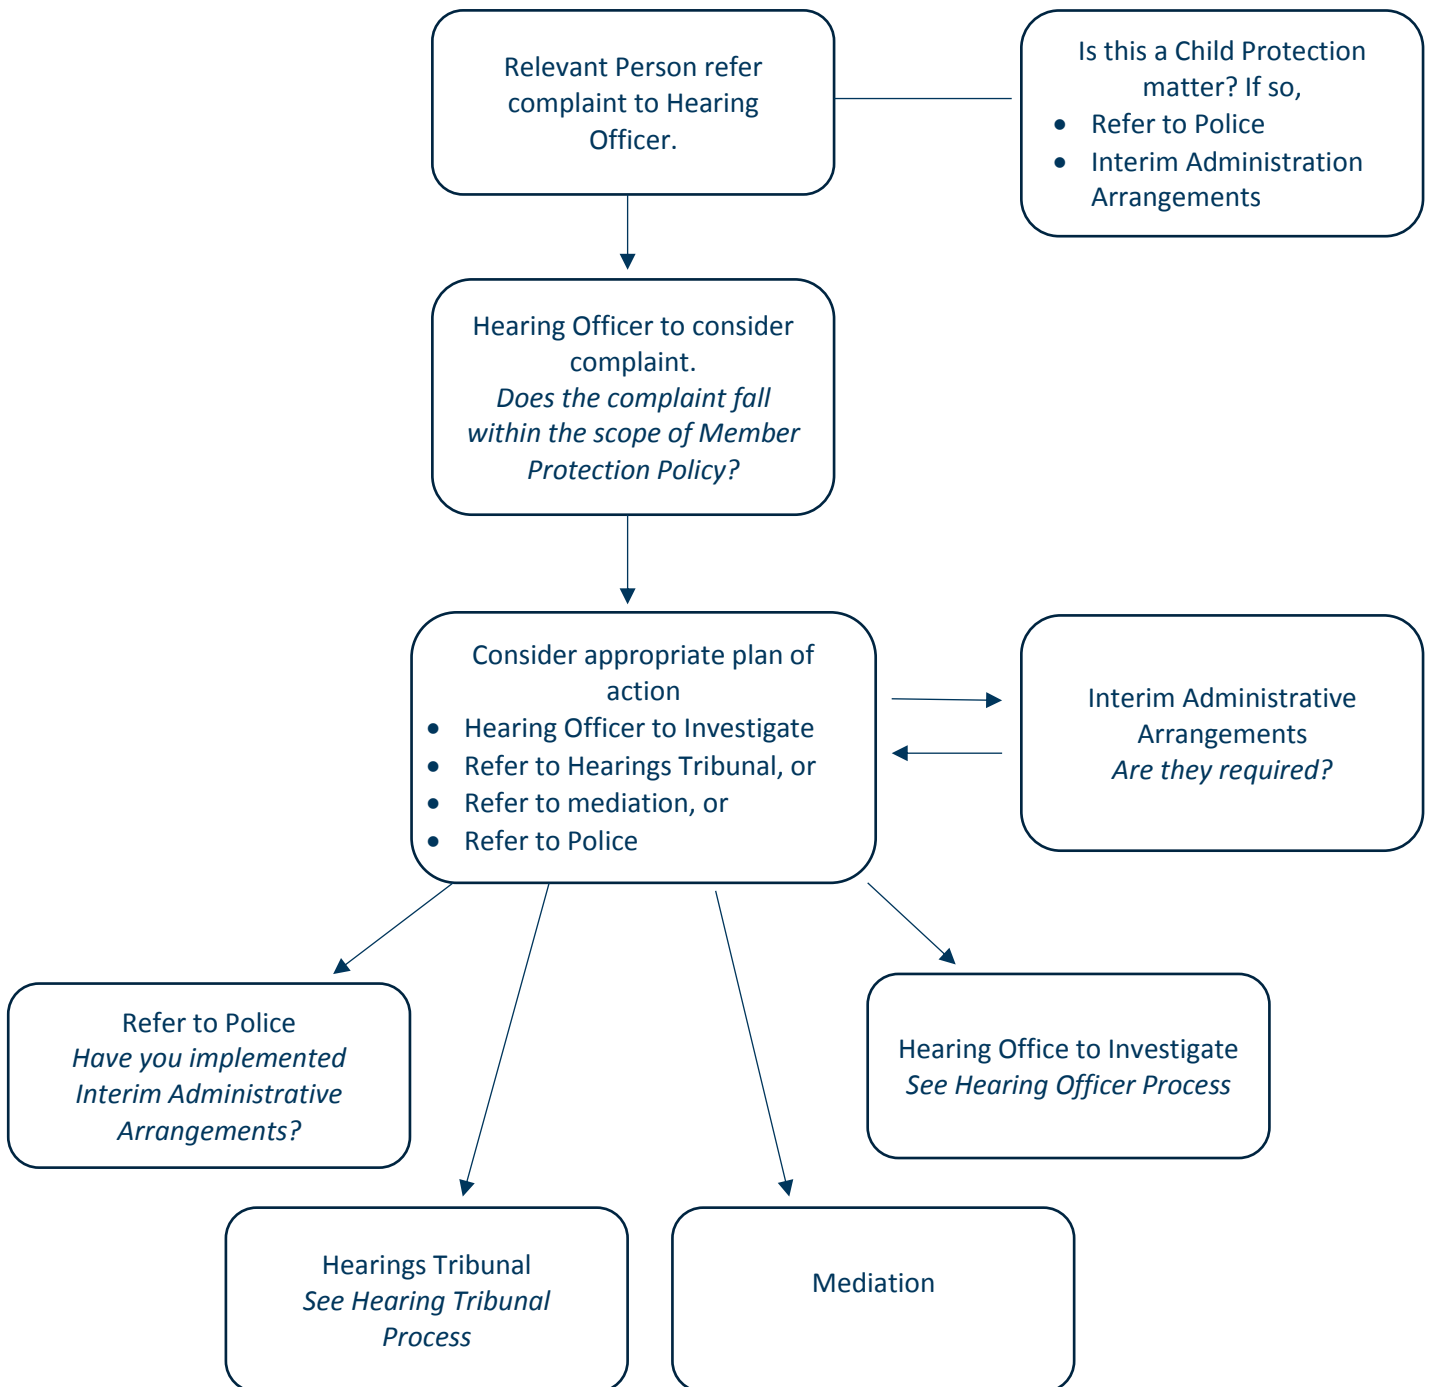 Relevant Person refer
complaint to Hearing
Officer.
Is this a Child Protection
matter? If so,
• Refer to Police
• Interim Administration
Arrangements
Hearing Officer to consider
complaint.
Does the complaint fall
within the scope of Member
Protection Policy?
Consider appropriate plan of
action
• Hearing Officer to Investigate
• Refer to Hearings Tribunal, or
• Refer to mediation, or
• Refer to Police
Interim Administrative
Arrangements
Are they required?
Refer to Police
Have you implemented
Interim Administrative
Arrangements?
Hearing Office to Investigate
See Hearing Officer Process
Hearings Tribunal
See Hearing Tribunal
Process
Mediation